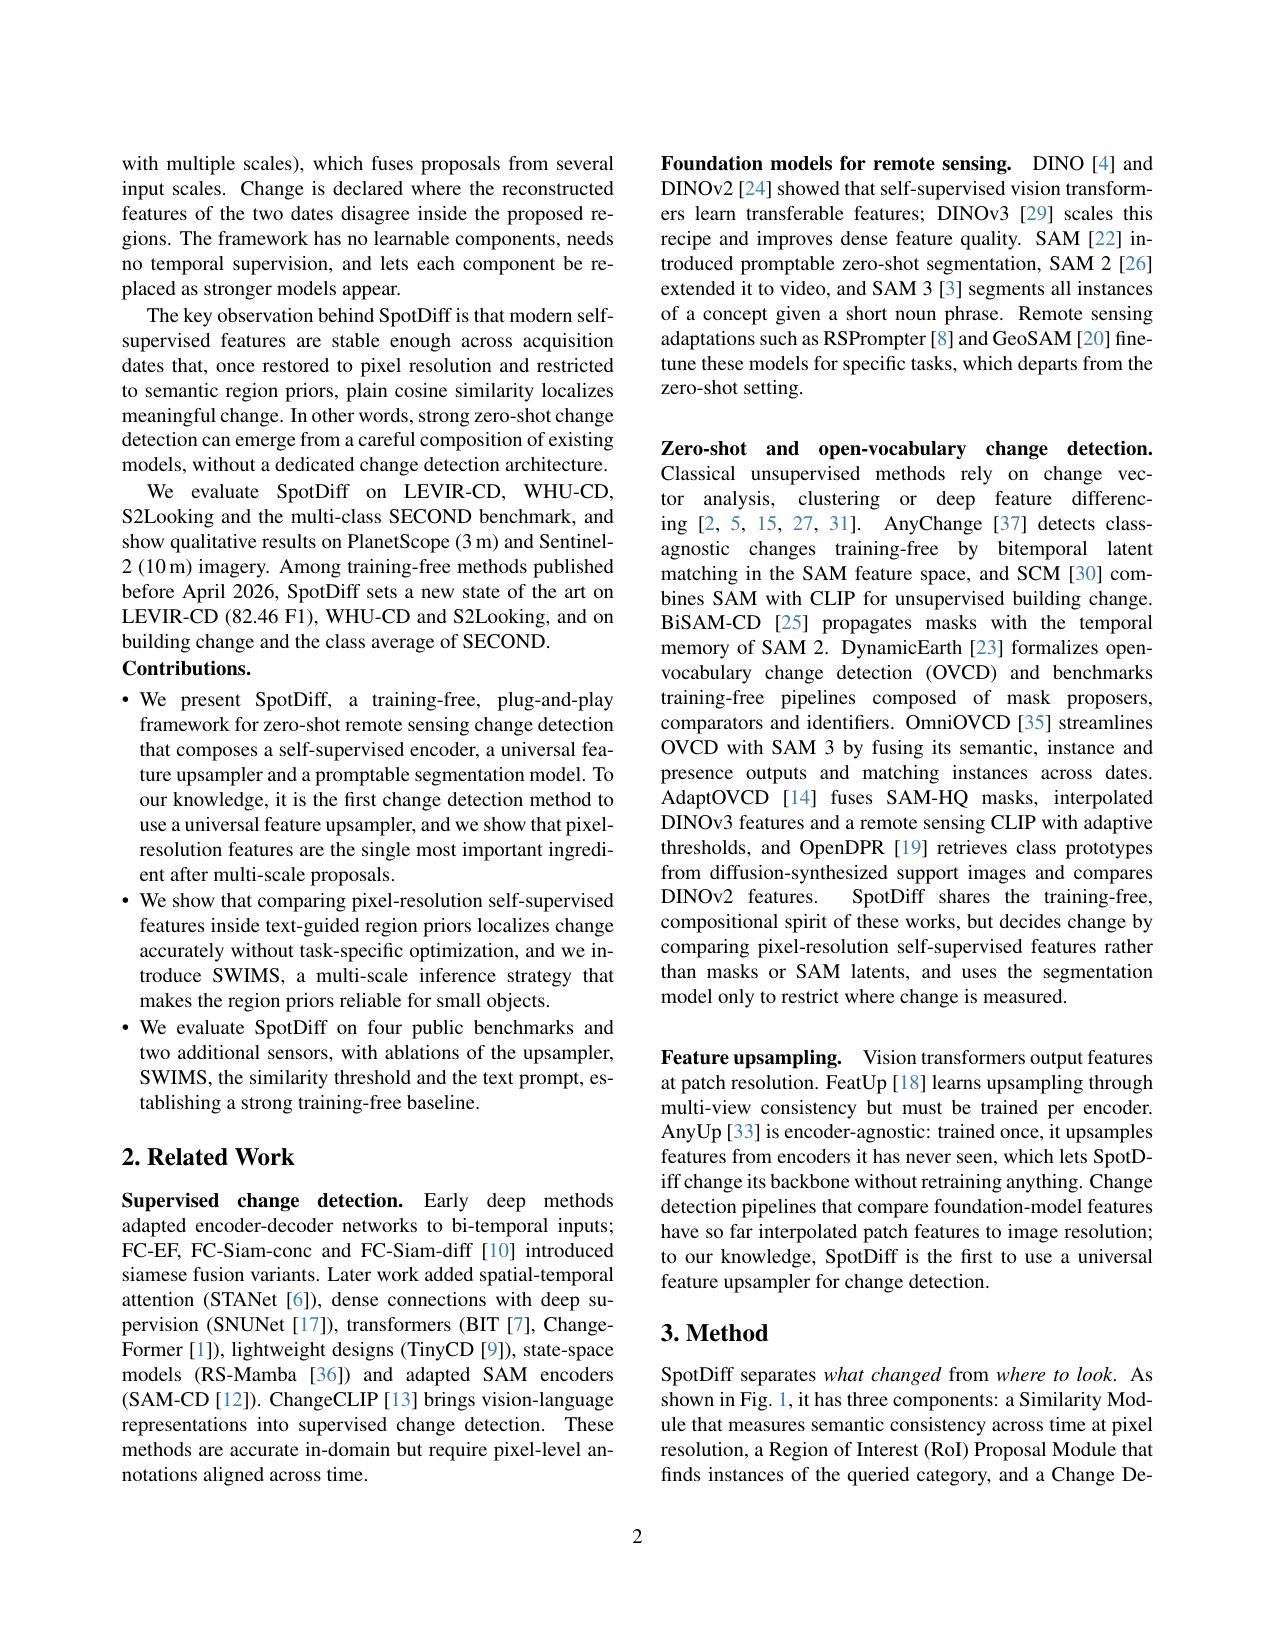 with multiple scales), which fuses proposals from several
input scales. Change is declared where the reconstructed
features of the two dates disagree inside the proposed re-
gions. The framework has no learnable components, needs
no temporal supervision, and lets each component be re-
placed as stronger models appear.
The key observation behind SpotDiff is that modern self-
supervised features are stable enough across acquisition
dates that, once restored to pixel resolution and restricted
to semantic region priors, plain cosine similarity localizes
meaningful change. In other words, strong zero-shot change
detection can emerge from a careful composition of existing
models, without a dedicated change detection architecture.
We evaluate SpotDiff on LEVIR-CD, WHU-CD,
S2Looking and the multi-class SECOND benchmark, and
show qualitative results on PlanetScope (3 m) and Sentinel-
2 (10 m) imagery. Among training-free methods published
before April 2026, SpotDiff sets a new state of the art on
LEVIR-CD (82.46 F1), WHU-CD and S2Looking, and on
building change and the class average of SECOND.
Contributions.
• We present SpotDiff, a training-free, plug-and-play
framework for zero-shot remote sensing change detection
that composes a self-supervised encoder, a universal fea-
ture upsampler and a promptable segmentation model. To
our knowledge, it is the first change detection method to
use a universal feature upsampler, and we show that pixel-
resolution features are the single most important ingredi-
ent after multi-scale proposals.
• We show that comparing pixel-resolution self-supervised
features inside text-guided region priors localizes change
accurately without task-specific optimization, and we in-
troduce SWIMS, a multi-scale inference strategy that
makes the region priors reliable for small objects.
• We evaluate SpotDiff on four public benchmarks and
two additional sensors, with ablations of the upsampler,
SWIMS, the similarity threshold and the text prompt, es-
tablishing a strong training-free baseline.
2. Related Work
Supervised change detection. Early deep methods
adapted encoder-decoder networks to bi-temporal inputs;
FC-EF, FC-Siam-conc and FC-Siam-diff [10] introduced
siamese fusion variants. Later work added spatial-temporal
attention (STANet [6]), dense connections with deep su-
pervision (SNUNet [17]), transformers (BIT [7], Change-
Former [1]), lightweight designs (TinyCD [9]), state-space
models (RS-Mamba [36]) and adapted SAM encoders
(SAM-CD [12]). ChangeCLIP [13] brings vision-language
representations into supervised change detection. These
methods are accurate in-domain but require pixel-level an-
notations aligned across time.
Foundation models for remote sensing. DINO [4] and
DINOv2 [24] showed that self-supervised vision transform-
ers learn transferable features; DINOv3 [29] scales this
recipe and improves dense feature quality. SAM [22] in-
troduced promptable zero-shot segmentation, SAM 2 [26]
extended it to video, and SAM 3 [3] segments all instances
of a concept given a short noun phrase. Remote sensing
adaptations such as RSPrompter [8] and GeoSAM [20] fine-
tune these models for specific tasks, which departs from the
zero-shot setting.
Zero-shot and open-vocabulary change detection.
Classical unsupervised methods rely on change vec-
tor analysis, clustering or deep feature differenc-
ing [2, 5, 15, 27, 31]. AnyChange [37] detects class-
agnostic changes training-free by bitemporal latent
matching in the SAM feature space, and SCM [30] com-
bines SAM with CLIP for unsupervised building change.
BiSAM-CD [25] propagates masks with the temporal
memory of SAM 2. DynamicEarth [23] formalizes open-
vocabulary change detection (OVCD) and benchmarks
training-free pipelines composed of mask proposers,
comparators and identifiers. OmniOVCD [35] streamlines
OVCD with SAM 3 by fusing its semantic, instance and
presence outputs and matching instances across dates.
AdaptOVCD [14] fuses SAM-HQ masks, interpolated
DINOv3 features and a remote sensing CLIP with adaptive
thresholds, and OpenDPR [19] retrieves class prototypes
from diffusion-synthesized support images and compares
DINOv2 features. SpotDiff shares the training-free,
compositional spirit of these works, but decides change by
comparing pixel-resolution self-supervised features rather
than masks or SAM latents, and uses the segmentation
model only to restrict where change is measured.
Feature upsampling. Vision transformers output features
at patch resolution. FeatUp [18] learns upsampling through
multi-view consistency but must be trained per encoder.
AnyUp [33] is encoder-agnostic: trained once, it upsamples
features from encoders it has never seen, which lets SpotD-
iff change its backbone without retraining anything. Change
detection pipelines that compare foundation-model features
have so far interpolated patch features to image resolution;
to our knowledge, SpotDiff is the first to use a universal
feature upsampler for change detection.
3. Method
SpotDiff separates what changed from where to look. As
shown in Fig. 1, it has three components: a Similarity Mod-
ule that measures semantic consistency across time at pixel
resolution, a Region of Interest (RoI) Proposal Module that
finds instances of the queried category, and a Change De-
2